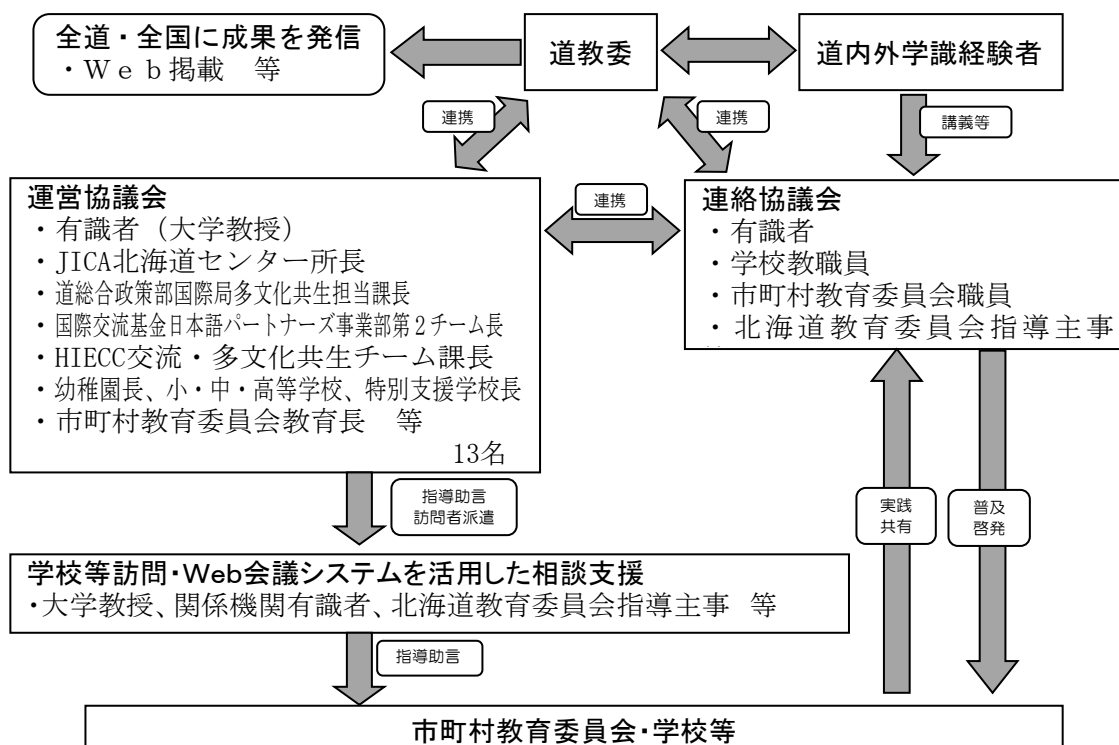 全道・全国に成果を発信
・Ｗｅｂ掲載　等
道教委
道内外学識経験者
連携
連携
講義等
運営協議会
・有識者（大学教授）
・JICA北海道センター所長
・道総合政策部国際局多文化共生担当課長
・国際交流基金日本語パートナーズ事業部第２チーム長
・HIECC交流・多文化共生チーム課長
・幼稚園長、小・中・高等学校、特別支援学校長
・市町村教育委員会教育長　等
13名
連携
連絡協議会
・有識者
・学校教職員
・市町村教育委員会職員
・北海道教育委員会指導主事
指導助言
訪問者派遣
実践
共有
普及
啓発
学校等訪問・Web会議システムを活用した相談支援
・大学教授、関係機関有識者、北海道教育委員会指導主事　等
指導助言
市町村教育委員会・学校等